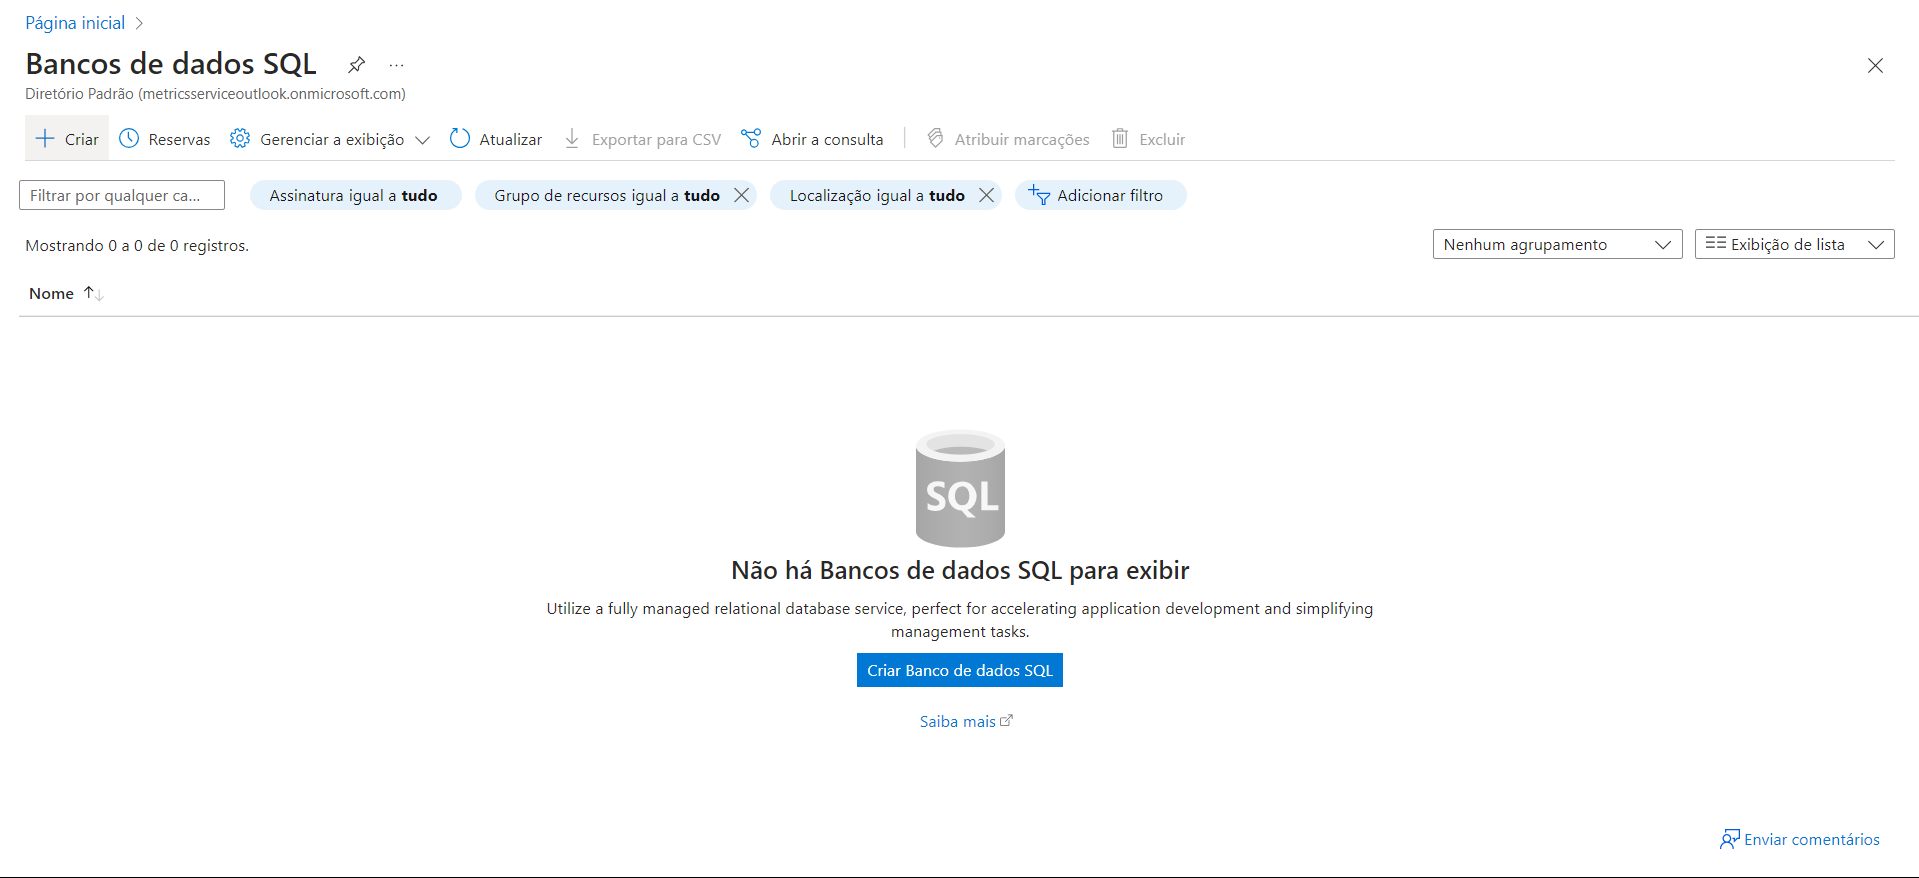 Página inicial
Bancos de dados SQL ...
Diretório Padrão (metricsserviceoutlook.onmicrosoft.com)
Criar Reservas Gerenciar a exibição Atualizar Exportar para CSV Abrir a consulta Atribuir marcações Excluir
Filtrar por qualquer ca... Assinatura igual a tudo Grupo de recursos igual a tudo Localização igual a tudo Adicionar filtro
Mostrando 0 a 0 de 0 registros. Nenhum agrupamento Exibição de lista
Nome
SQL
Não há Bancos de dados SQL para exibir
Utilize a fully managed relational database service, perfect for accelerating application development and simplifying
management tasks.
Criar Banco de dados SQL
Saiba mais
Enviar comentários